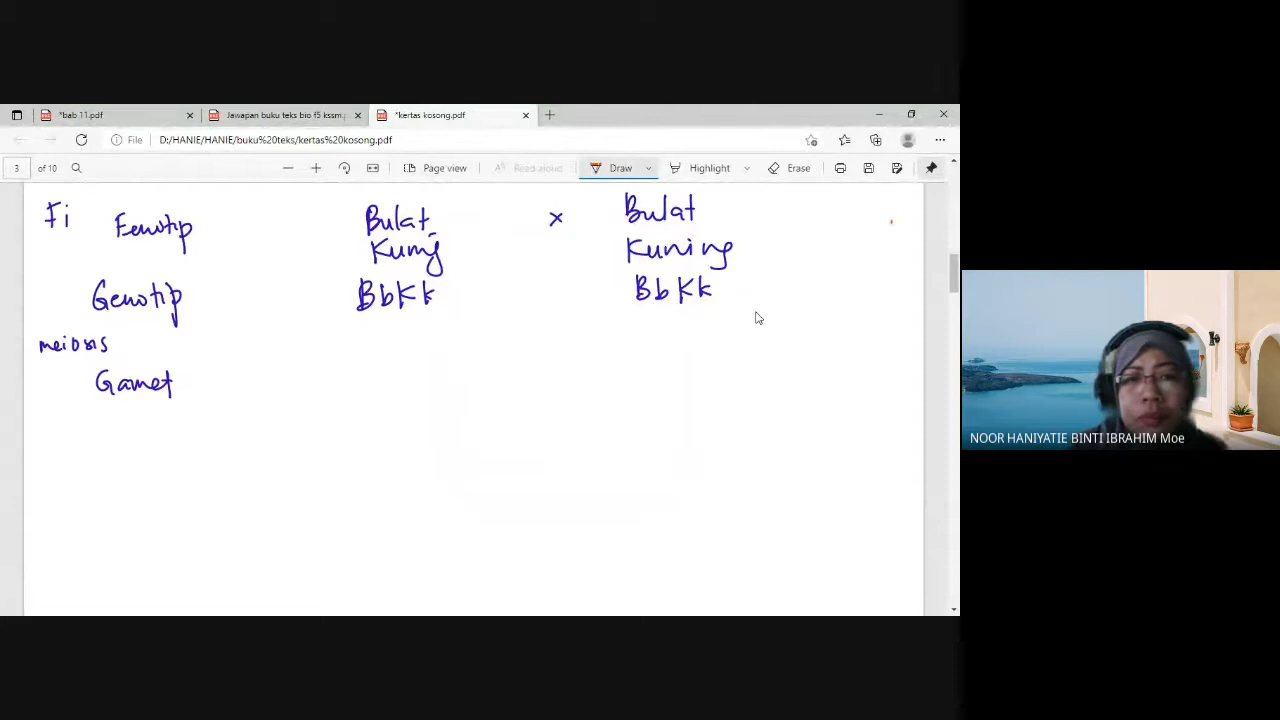 *bab 11.pdf
Jawapan buku teks bio f5 kssm.p
*kertas kosong.pdf
File
D:/HANIE/HANIE/buku%20teks/kertas%20kosong.pdf
3 of 10
Page view
Read aloud
Draw
Highlight
Erase
Fi Fenotip Bulat x Bulat
Kuning Kuning
Genotip BbKk BbKk
meiosis
Gamet
NOOR HANIYATIE BINTI IBRAHIM Moe